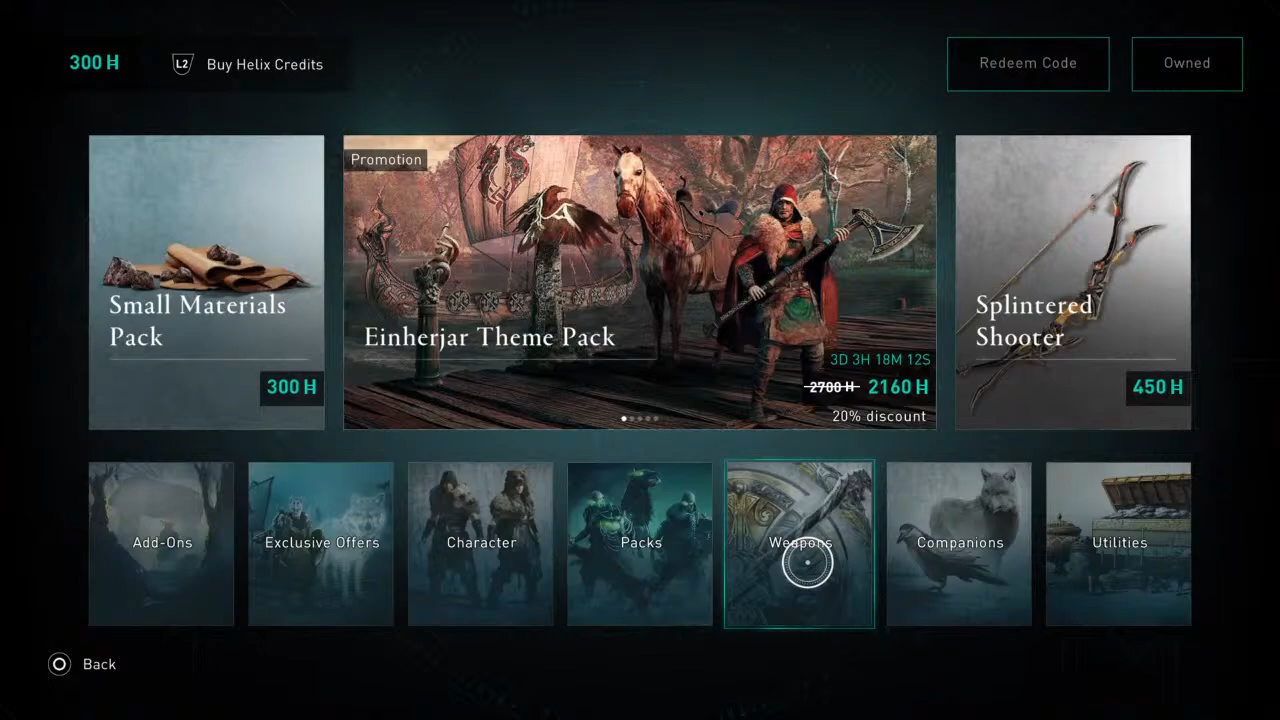 300 H
L2 Buy Helix Credits
Redeem Code
Owned
Small Materials
Pack
300 H
Promotion
Einherjar Theme Pack
3D 3H 18M 12S
2700 H 2160 H
20% discount
Splintered
Shooter
450 H
Add-Ons
Exclusive Offers
Character
Packs
Weapons
Companions
Utilities
Back